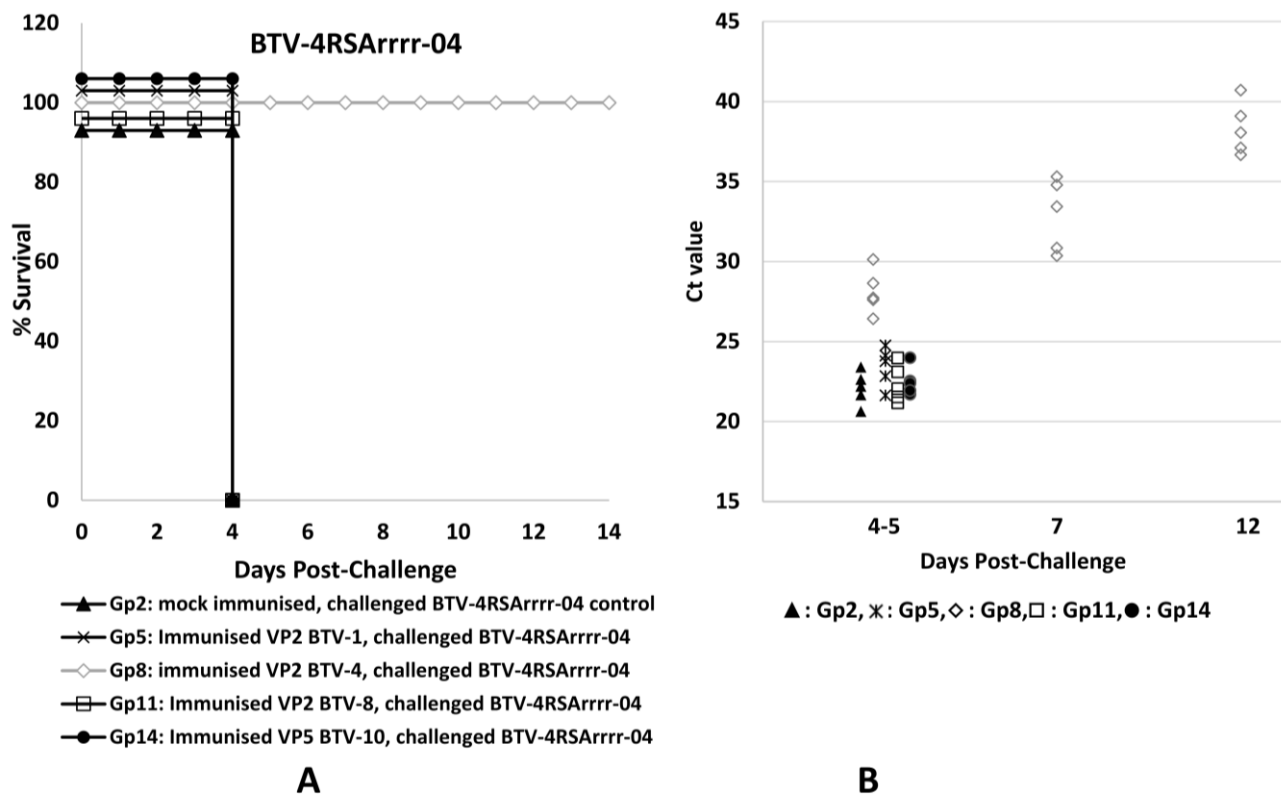 BTV-4RSArrrr-04
120
100
80
60
40
20
0
% Survival
0 2 4 6 8 10 12 14
Days Post-Challenge
Gp2: mock immunised, challenged BTV-4RSArrrr-04 control
Gp5: Immunised VP2 BTV-1, challenged BTV-4RSArrrr-04
Gp8: immunised VP2 BTV-4, challenged BTV-4RSArrrr-04
Gp11: Immunised VP2 BTV-8, challenged BTV-4RSArrrr-04
Gp14: Immunised VP5 BTV-10, challenged BTV-4RSArrrr-04
A
45
40
35
30
25
20
15
Ct value
4-5 7 12
Days Post-Challenge
: Gp2, : Gp5, : Gp8, : Gp11, : Gp14
B